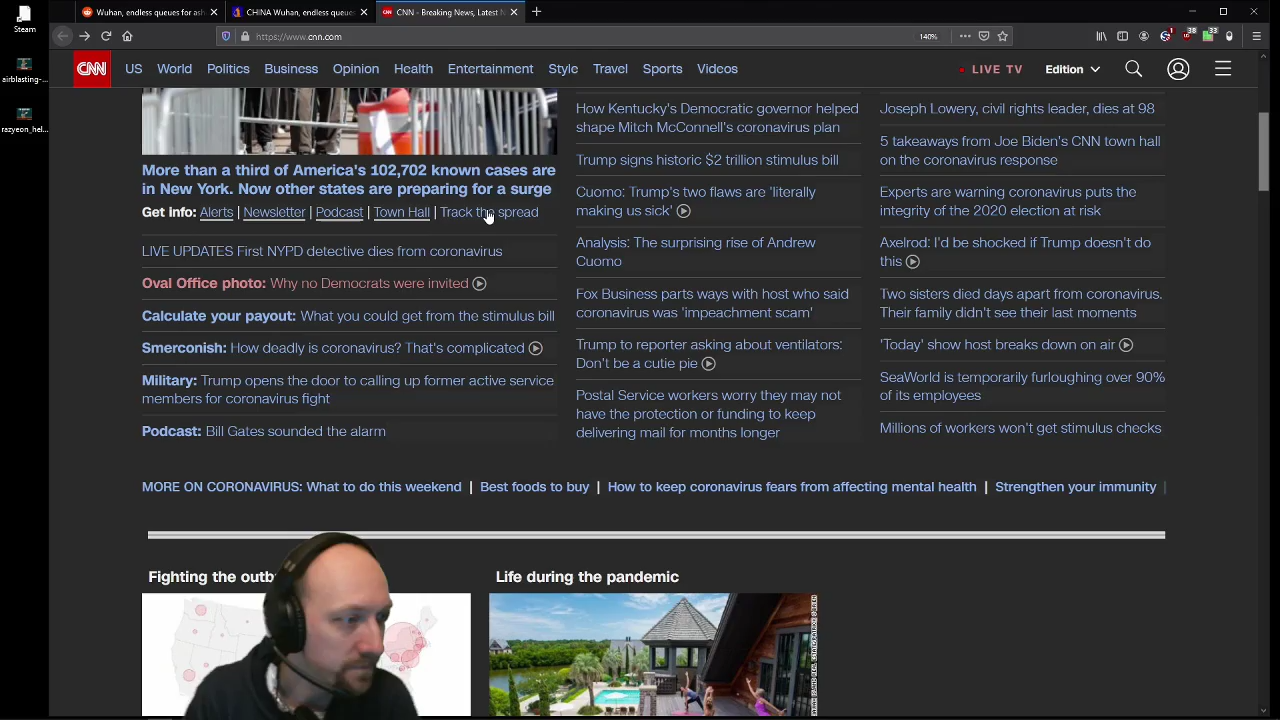 Steam
airblasting-...
razyeon_hel...
Wuhan, endless queues for ash
CHINA Wuhan, endless queues
CNN - Breaking News, Latest N
https://www.cnn.com
140%
1
38
33
CNN
US
World
Politics
Business
Opinion
Health
Entertainment
Style
Travel
Sports
Videos
LIVE TV
Edition
More than a third of America's 102,702 known cases are
in New York. Now other states are preparing for a surge
Get info: Alerts | Newsletter | Podcast | Town Hall | Track the spread
LIVE UPDATES First NYPD detective dies from coronavirus
Oval Office photo: Why no Democrats were invited
Calculate your payout: What you could get from the stimulus bill
Smerconish: How deadly is coronavirus? That's complicated
Military: Trump opens the door to calling up former active service
members for coronavirus fight
Podcast: Bill Gates sounded the alarm
How Kentucky's Democratic governor helped
shape Mitch McConnell's coronavirus plan
Trump signs historic $2 trillion stimulus bill
Cuomo: Trump's two flaws are 'literally
making us sick'
Analysis: The surprising rise of Andrew
Cuomo
Fox Business parts ways with host who said
coronavirus was 'impeachment scam'
Trump to reporter asking about ventilators:
Don't be a cutie pie
Postal Service workers worry they may not
have the protection or funding to keep
delivering mail for months longer
Joseph Lowery, civil rights leader, dies at 98
5 takeaways from Joe Biden's CNN town hall
on the coronavirus response
Experts are warning coronavirus puts the
integrity of the 2020 election at risk
Axelrod: I'd be shocked if Trump doesn't do
this
Two sisters died days apart from coronavirus.
Their family didn't see their last moments
'Today' show host breaks down on air
SeaWorld is temporarily furloughing over 90%
of its employees
Millions of workers won't get stimulus checks
MORE ON CORONAVIRUS: What to do this weekend | Best foods to buy | How to keep coronavirus fears from affecting mental health | Strengthen your immunity |
Fighting the outb
Life during the pandemic